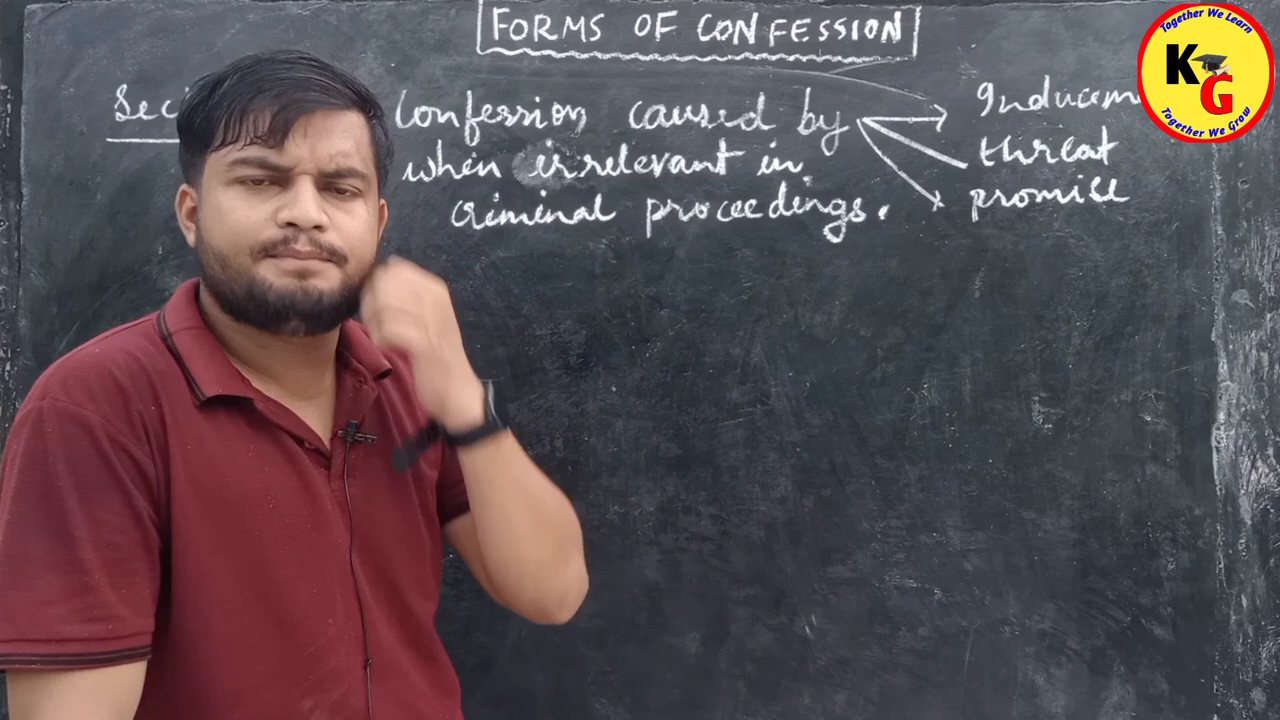 FORMS OF CONFESSION
Confession caused by
when irrelevant in
criminal proceedings.
threat
promise
Together We Learn
KG
Together We Grow